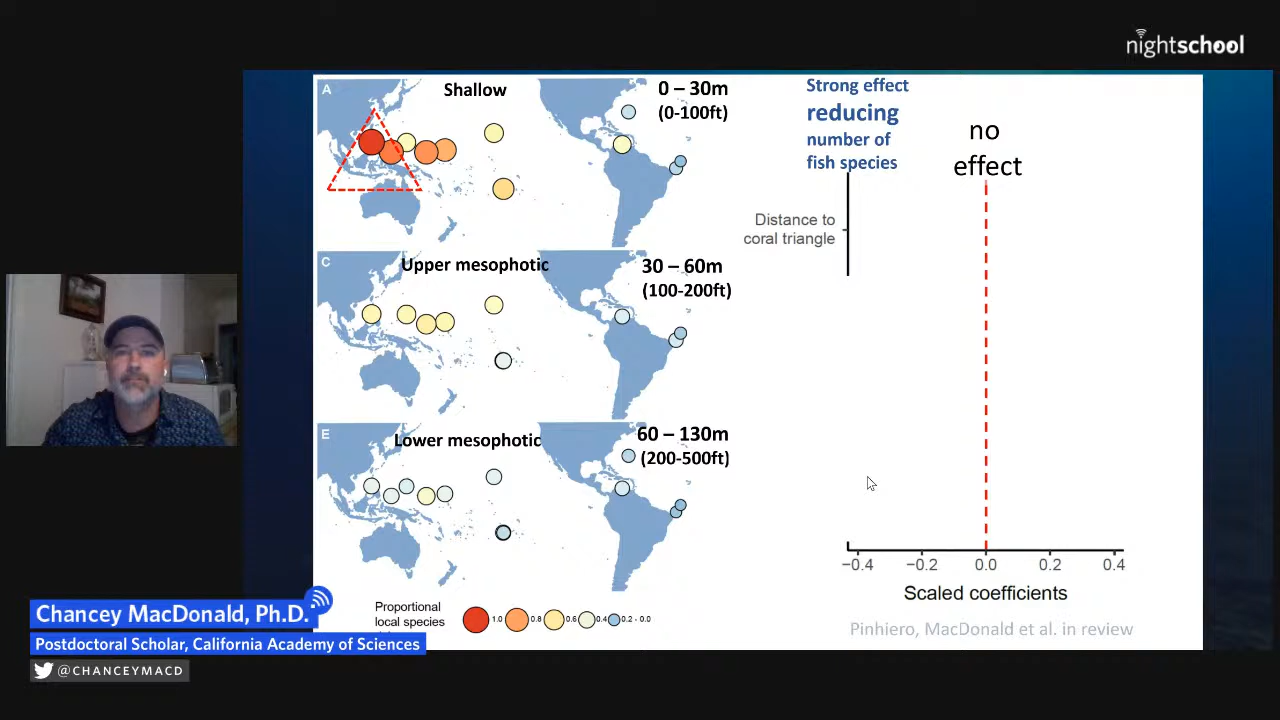 nightschool
A
Shallow
0 – 30m
(0-100ft)
C
Upper mesophotic
30 – 60m
(100-200ft)
E
Lower mesophotic
60 – 130m
(200-500ft)
Proportional
local species
1.0 0.8 0.6 0.4 0.2 - 0.0
Strong effect
reducing
number of
fish species
no
effect
Distance to
coral triangle
−0.4 −0.2 0.0 0.2 0.4
Scaled coefficients
Pinhiero, MacDonald et al. in review
Chancey MacDonald, Ph.D.
Postdoctoral Scholar, California Academy of Sciences
@CHANCEYMACD